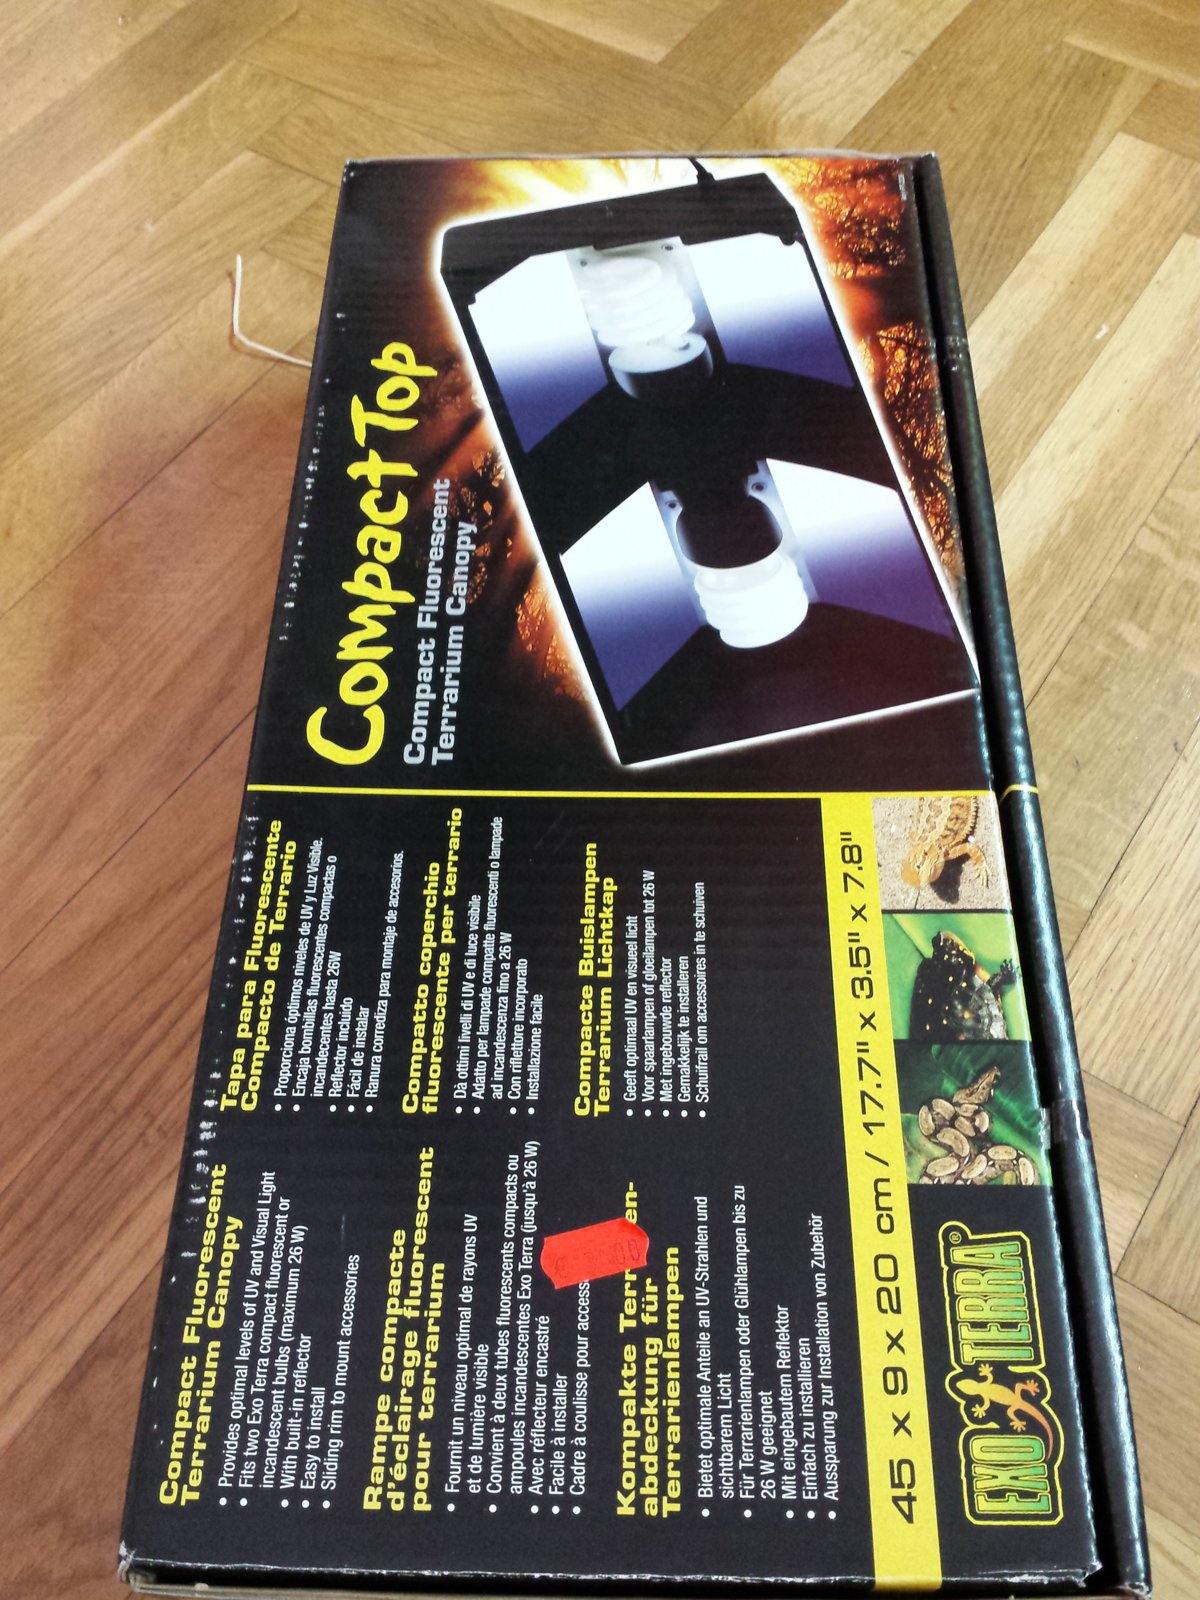 Compact Top
Compact Fluorescent
Terrarium Canopy
Compact Fluorescent
Terrarium Canopy
• Provides optimal levels of UV and Visual Light
• Fits two Exo Terra compact fluorescent or
incandescent bulbs (maximum 26 W)
• With built-in reflector
• Easy to install
• Sliding rim to mount accessories
Rampe compacte
d'éclairage fluorescent
pour terrarium
• Fournit un niveau optimal de rayons UV
et de lumière visible
• Convient à deux tubes fluorescents compacts ou
ampoules incandescentes Exo Terra (jusqu'à 26 W)
• Avec réflecteur encastré
• Facile à installer
• Cadre à coulisse pour access
Kompakte Terr en-
abdeckung für
Terrarienlampen
• Bietet optimale Anteile an UV-Strahlen und
sichtbarem Licht
• Für Terrarienlampen oder Glühlampen bis zu
26 W geeignet
• Mit eingebautem Reflektor
• Einfach zu installieren
• Aussparung zur Installation von Zubehör
Tapa para Fluorescente
Compacto de Terrario
• Proporciona óptimos niveles de UV y Luz Visible.
• Encaja bombillas fluorescentes compactas o
incandecentes hasta 26W
• Reflector incluido
• Fácil de instalar
• Ranura corrediza para montaje de accesorios.
Compatto coperchio
fluorescente per terrario
• Dà ottimi livelli di UV e di luce visibile
• Adatto per lampade compatte fluorescenti o lampade
ad incandescenza fino a 26 W
• Con riflettore incorporato
• Installazione facile
Compacte Buislampen
Terrarium Lichtkap
• Geeft optimaal UV en visueel licht
• Voor spaarlampen of gloeilampen tot 26 W
• Met ingebouwde reflector
• Gemakkelijk te installeren
• Schuifrail om accessoires in te schuiven
45 x 9 x 20 cm / 17.7" x 3.5" x 7.8"
EXO TERRA®